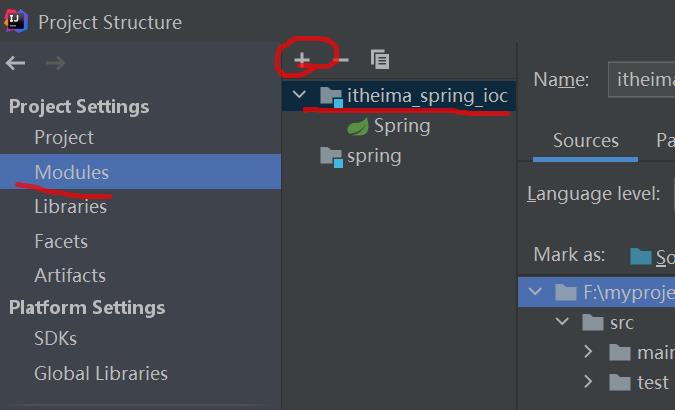 IJ
Project Structure
Project Settings
Project
Modules
Libraries
Facets
Artifacts
Platform Settings
SDKs
Global Libraries
itheima_spring_ioc
Spring
spring
Name: itheima
Sources Pa
Language level:
Mark as: So
F:\myproje
src
main
test